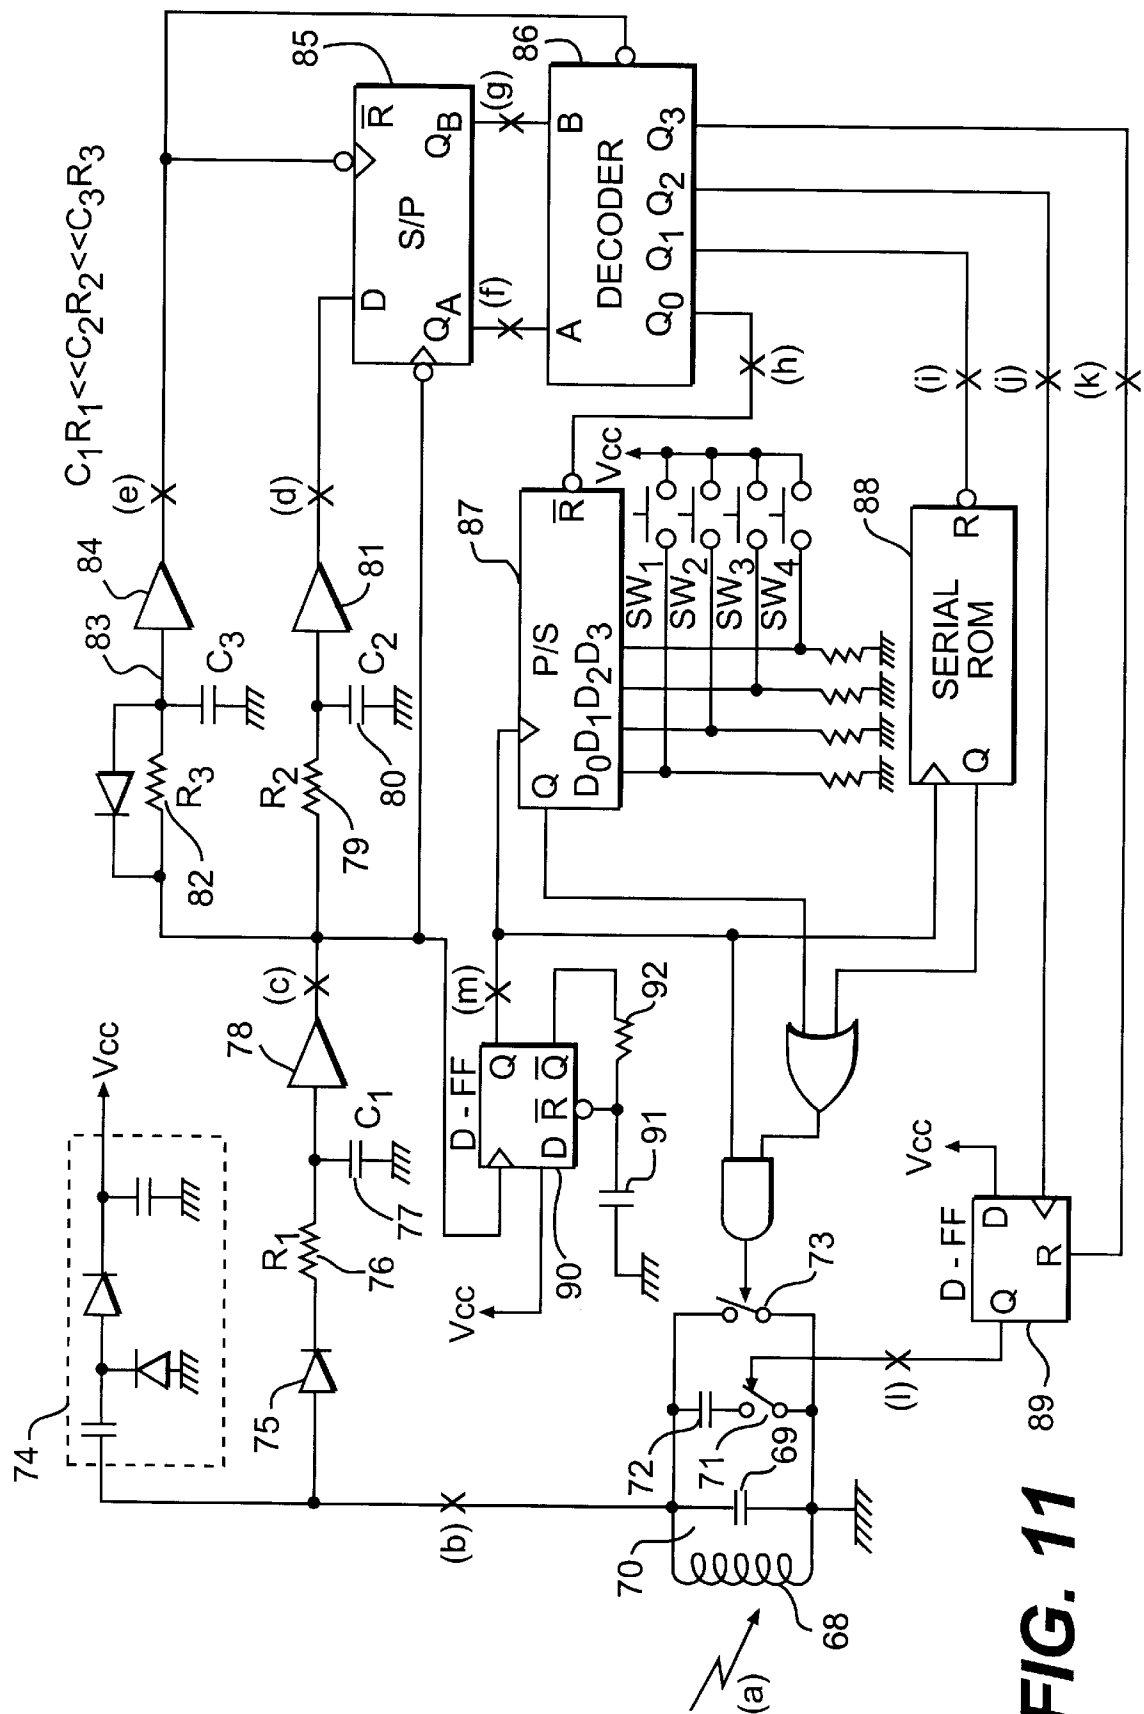 C1R1<<C2R2<<C3R3
(e)
84
83
C3
R3
82
(d)
81
C2
80
R2
79
(c)
78
C1
77
R1
76
75
Vcc
74
(b)
85
R̅
D
S/P
QA
QB
(f)
(g)
86
A
B
DECODER
Q0 Q1 Q2 Q3
(h)
(i)
(j)
(k)
87
P/S
Q
R̅
D0D1D2D3
Vcc
SW1
SW2
SW3
SW4
88
SERIAL
ROM
R
Q
(m)
D - FF
Q
D R̅ Q̅
90
91
92
Vcc
73
72
71
69
70
68
(a)
(l)
D - FF
Q
D
R
Vcc
89
FIG. 11